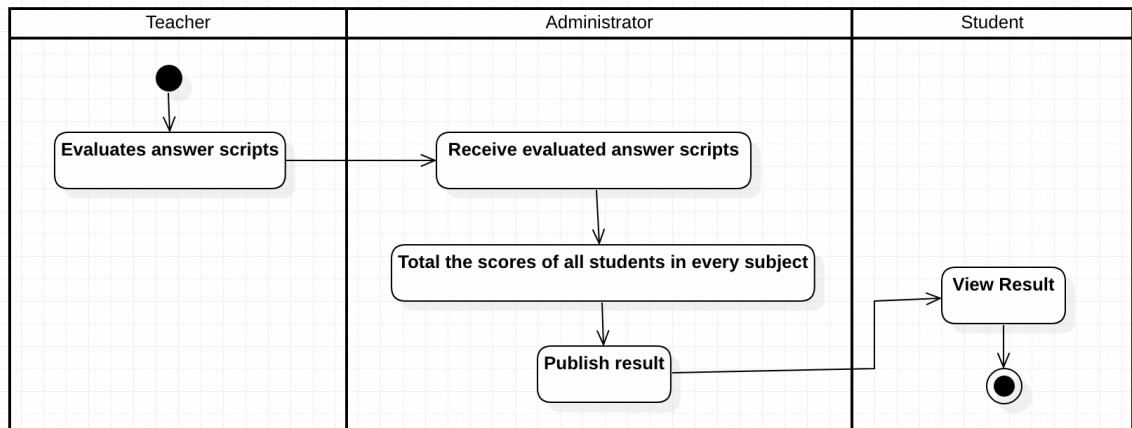 Teacher
Administrator
Student
Evaluates answer scripts
Receive evaluated answer scripts
Total the scores of all students in every subject
View Result
Publish result